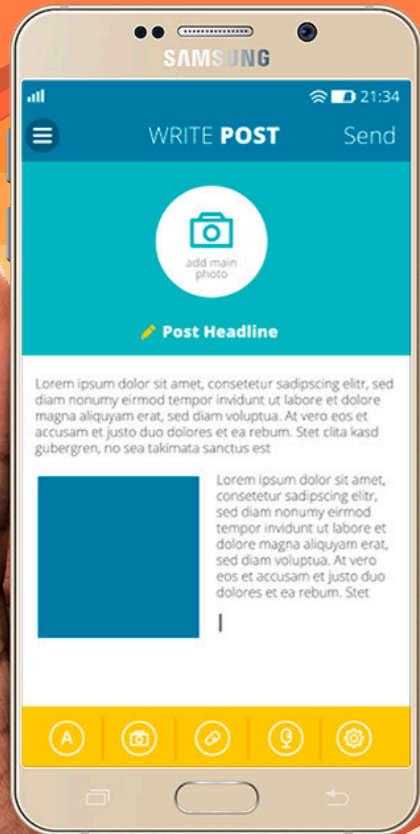 SAMSUNG
21:34
WRITE POST
Send
add main
photo
Post Headline
Lorem ipsum dolor sit amet, consetetur sadipscing elitr, sed
diam nonumy eirmod tempor invidunt ut labore et dolore
magna aliquyam erat, sed diam voluptua. At vero eos et
accusam et justo duo dolores et ea rebum. Stet clita kasd
gubergren, no sea takimata sanctus est
Lorem ipsum dolor sit amet,
consetetur sadipscing elitr,
sed diam nonumy eirmod
tempor invidunt ut labore et
dolore magna aliquyam erat,
sed diam voluptua. At vero
eos et accusam et justo duo
dolores et ea rebum. Stet
A